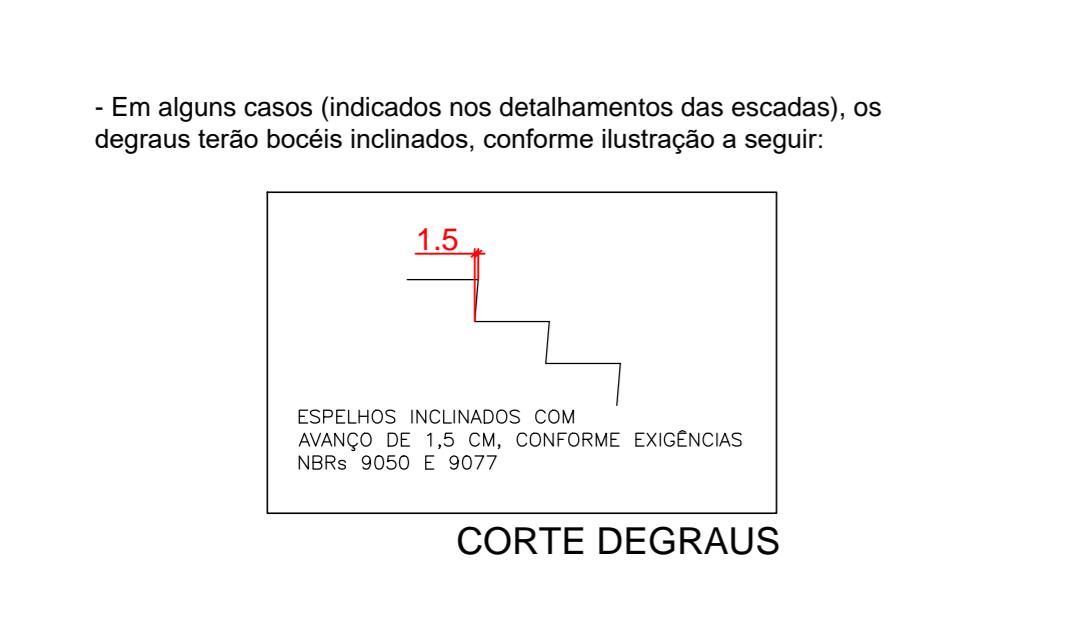 - Em alguns casos (indicados nos detalhamentos das escadas), os
degraus terão bocéis inclinados, conforme ilustração a seguir:
1.5
ESPELHOS INCLINADOS COM
AVANÇO DE 1,5 CM, CONFORME EXIGÊNCIAS
NBRs 9050 E 9077
CORTE DEGRAUS